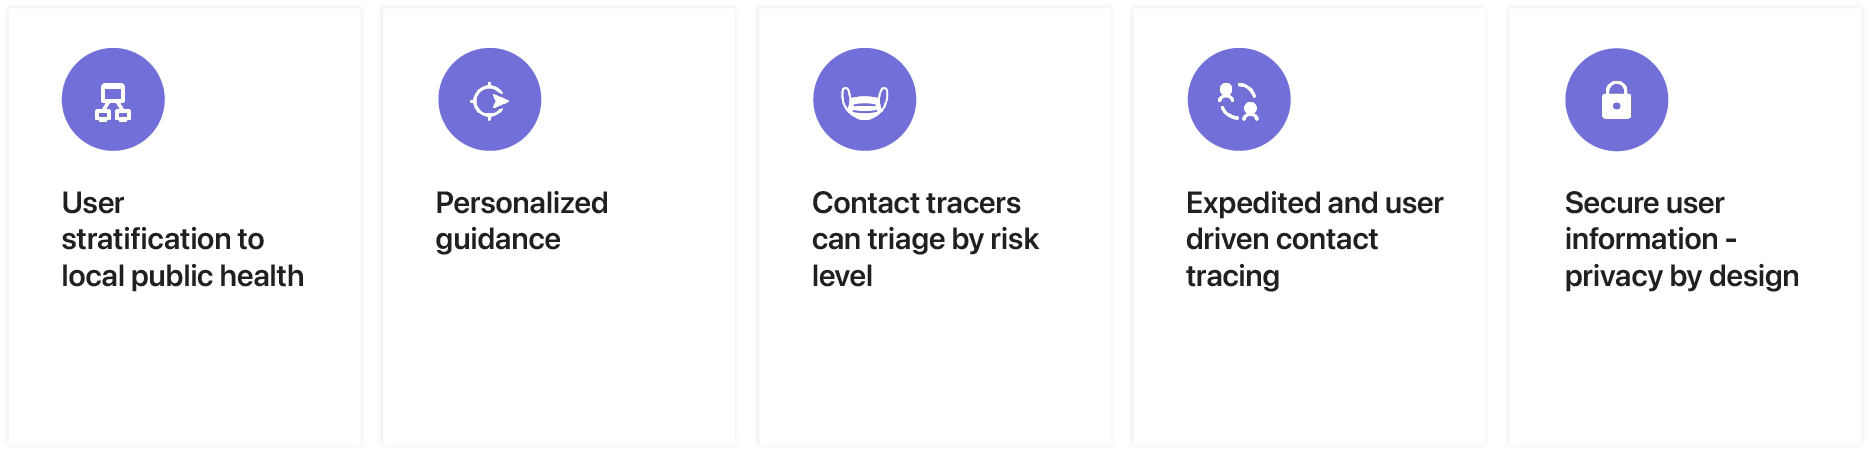 User
stratification to
local public health
Personalized
guidance
Contact tracers
can triage by risk
level
Expedited and user
driven contact
tracing
Secure user
information -
privacy by design